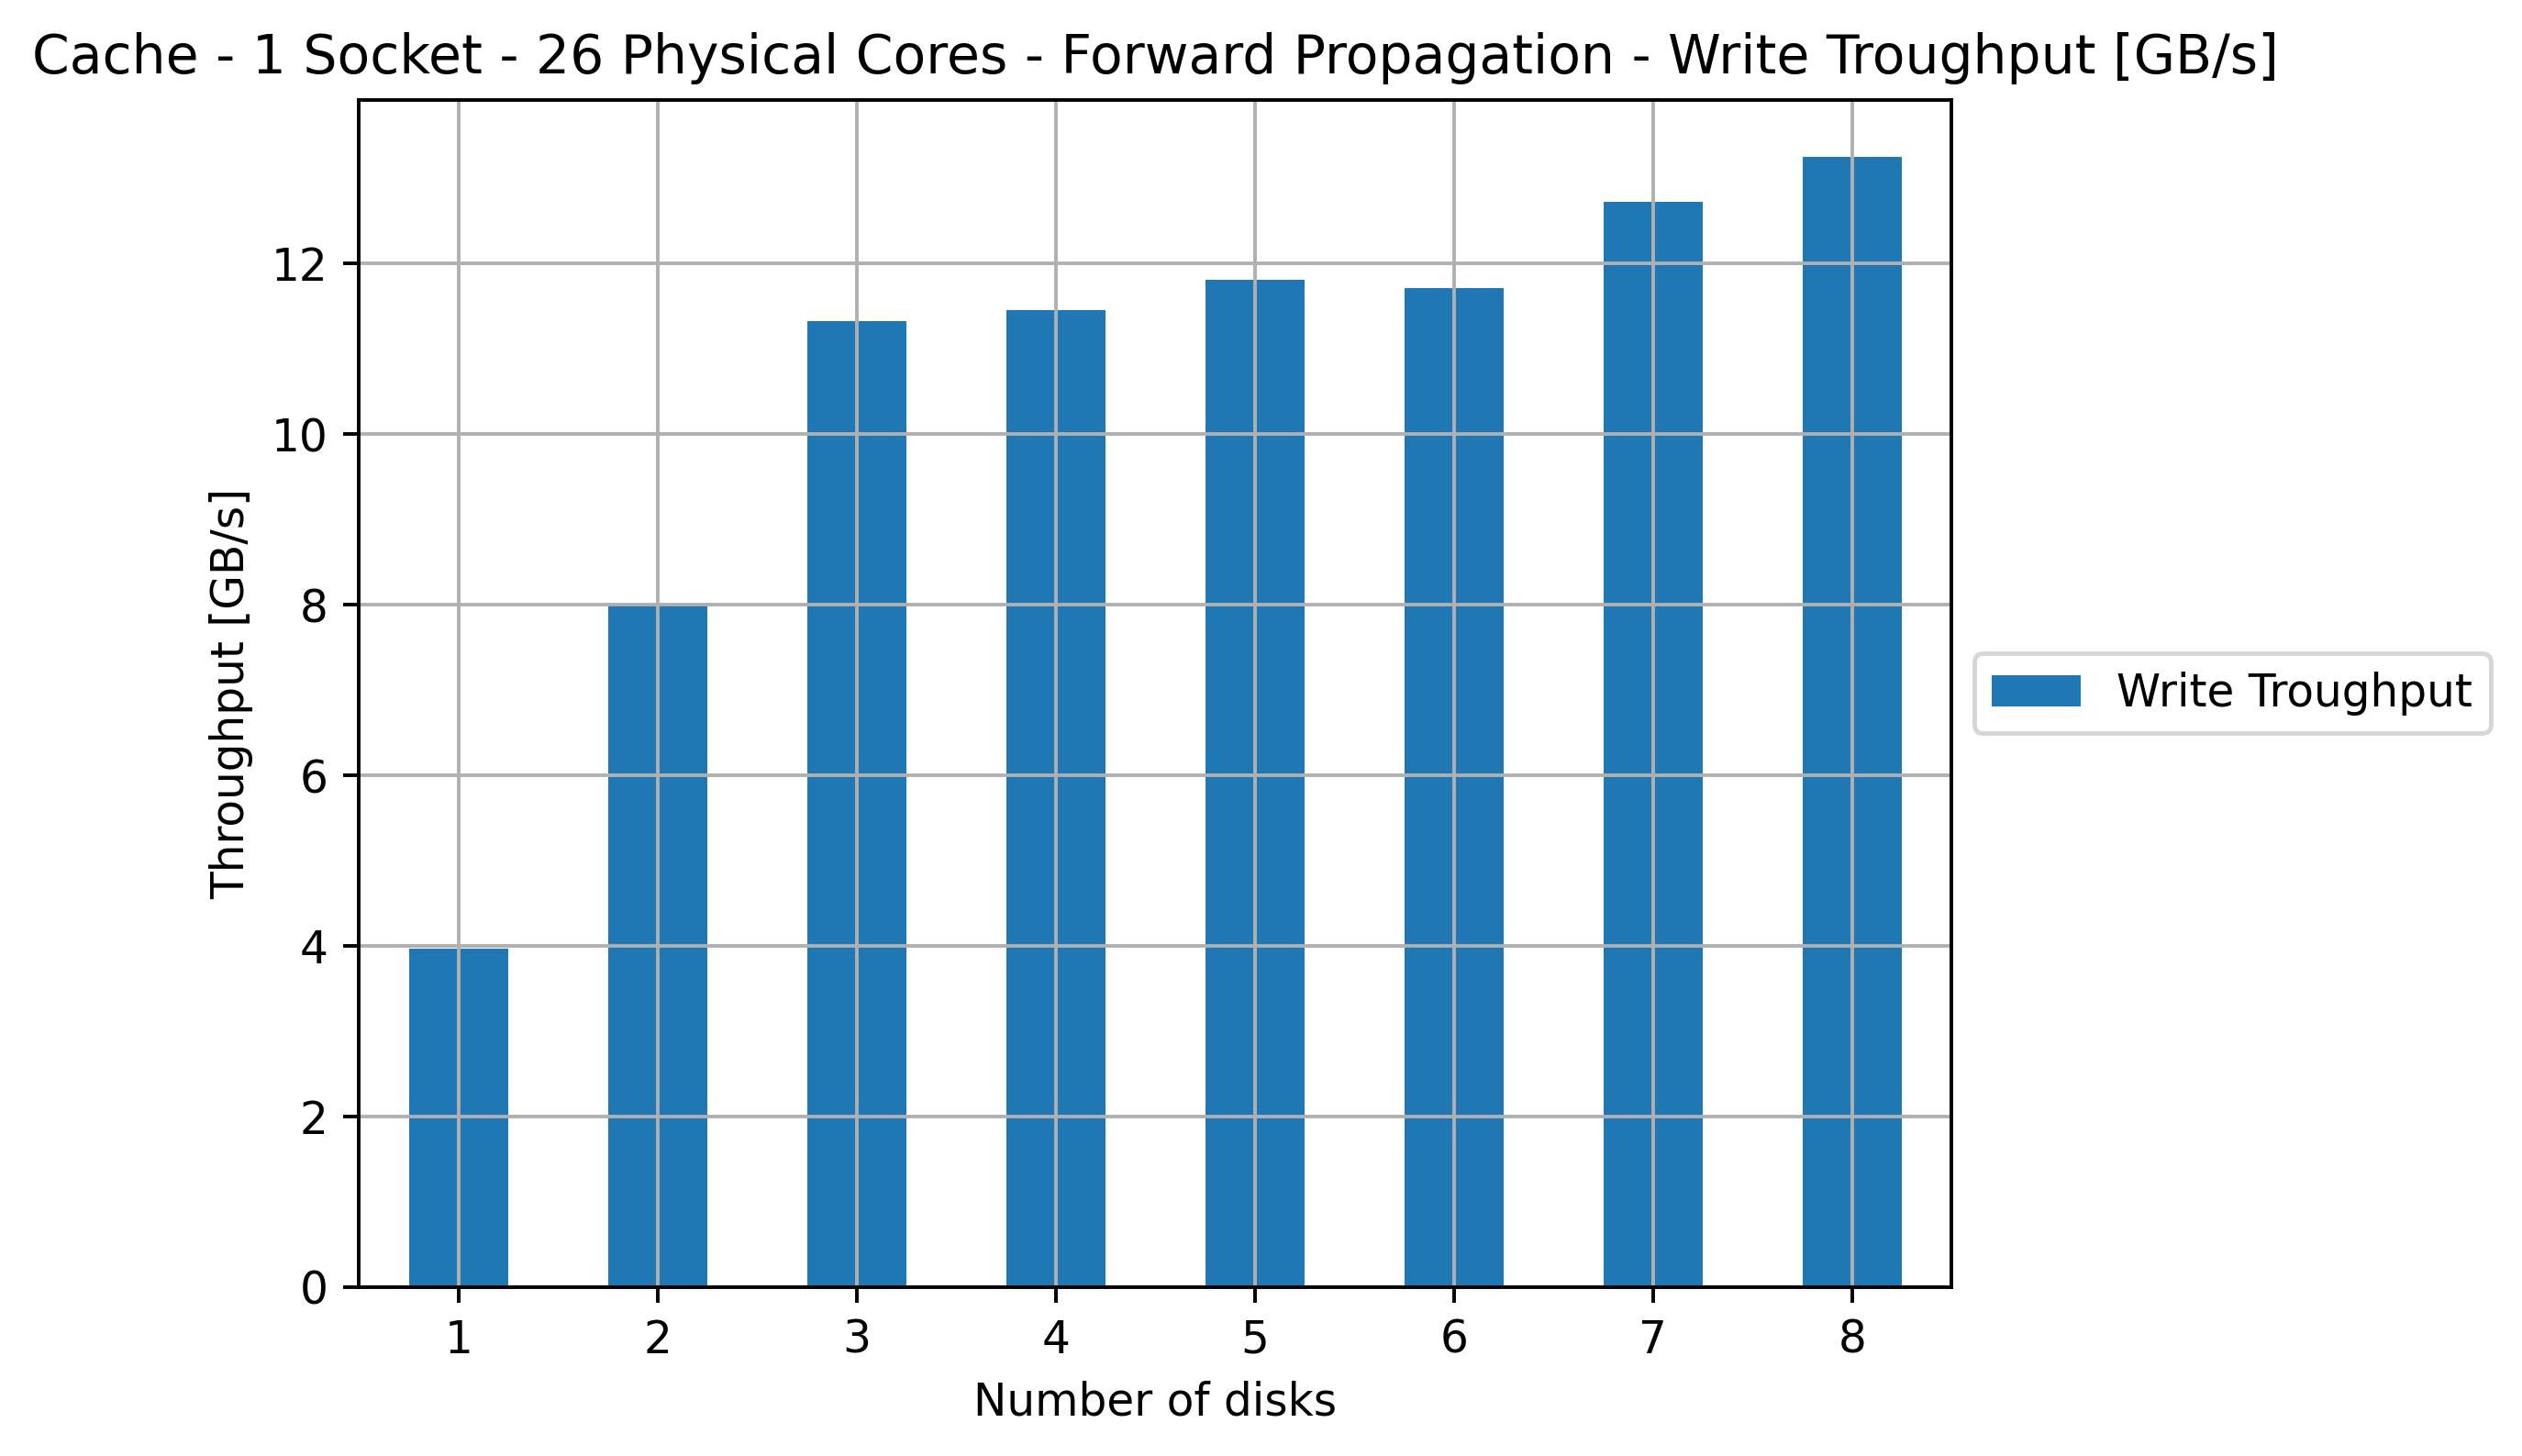 Cache - 1 Socket - 26 Physical Cores - Forward Propagation - Write Troughput [GB/s]
Throughput [GB/s]
12
10
8
6
4
2
0
1 2 3 4 5 6 7 8
Number of disks
Write Troughput